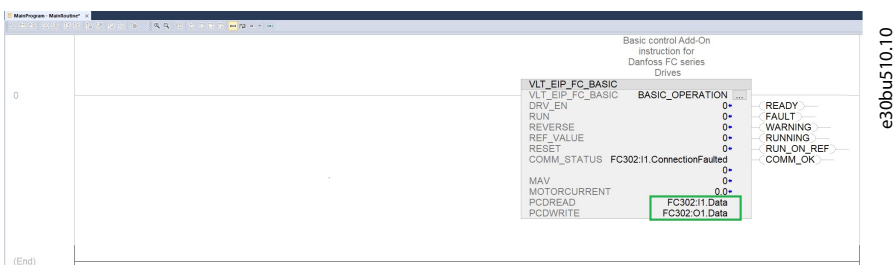 MainProgram - MainRoutine*
Basic control Add-On
instruction for
Danfoss FC series
Drives
VLT_EIP_FC_BASIC
0
VLT_EIP_FC_BASIC BASIC_OPERATION ...
DRV_EN 0 READY
RUN 0 FAULT
REVERSE 0 WARNING
REF_VALUE 0 RUNNING
RESET 0 RUN_ON_REF
COMM_STATUS FC302:I1.ConnectionFaulted COMM_OK
0
MAV 0
MOTORCURRENT 0.0
PCDREAD FC302:I1.Data
PCDWRITE FC302:O1.Data
(End)
e30bu510.10